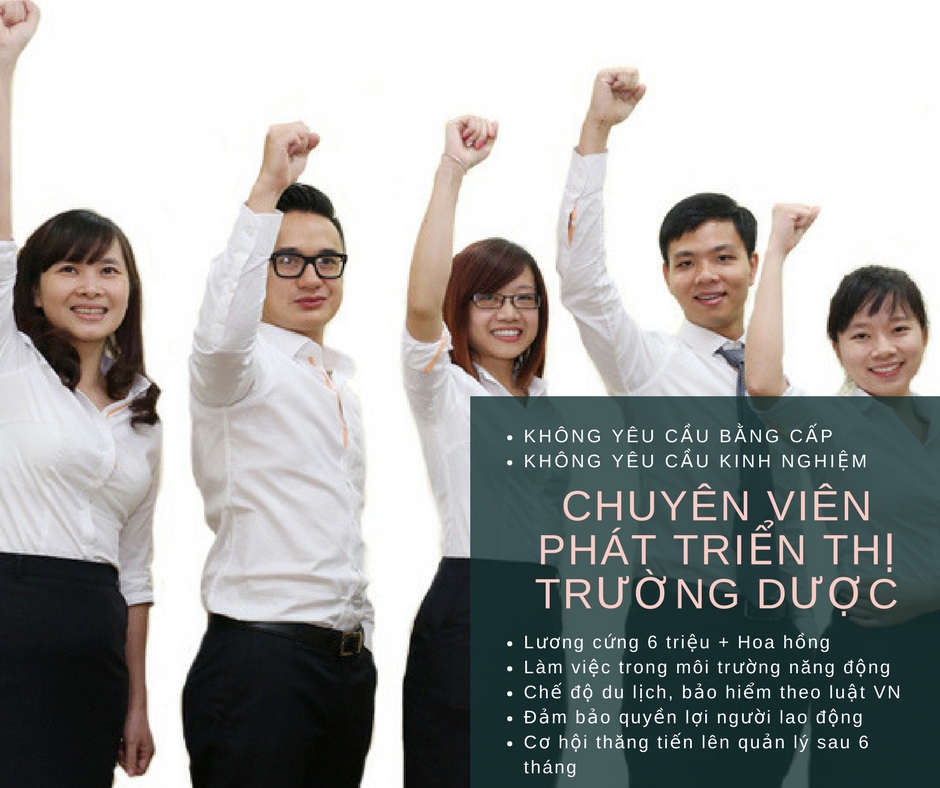 KHÔNG YÊU CẦU BẰNG CẤP
KHÔNG YÊU CẦU KINH NGHIỆM
CHUYÊN VIÊN
PHÁT TRIỂN THỊ
TRƯỜNG DƯỢC
Lương cứng 6 triệu + Hoa hồng
Làm việc trong môi trường năng động
Chế độ du lịch, bảo hiểm theo luật VN
Đảm bảo quyền lợi người lao động
Cơ hội thăng tiến lên quản lý sau 6
tháng